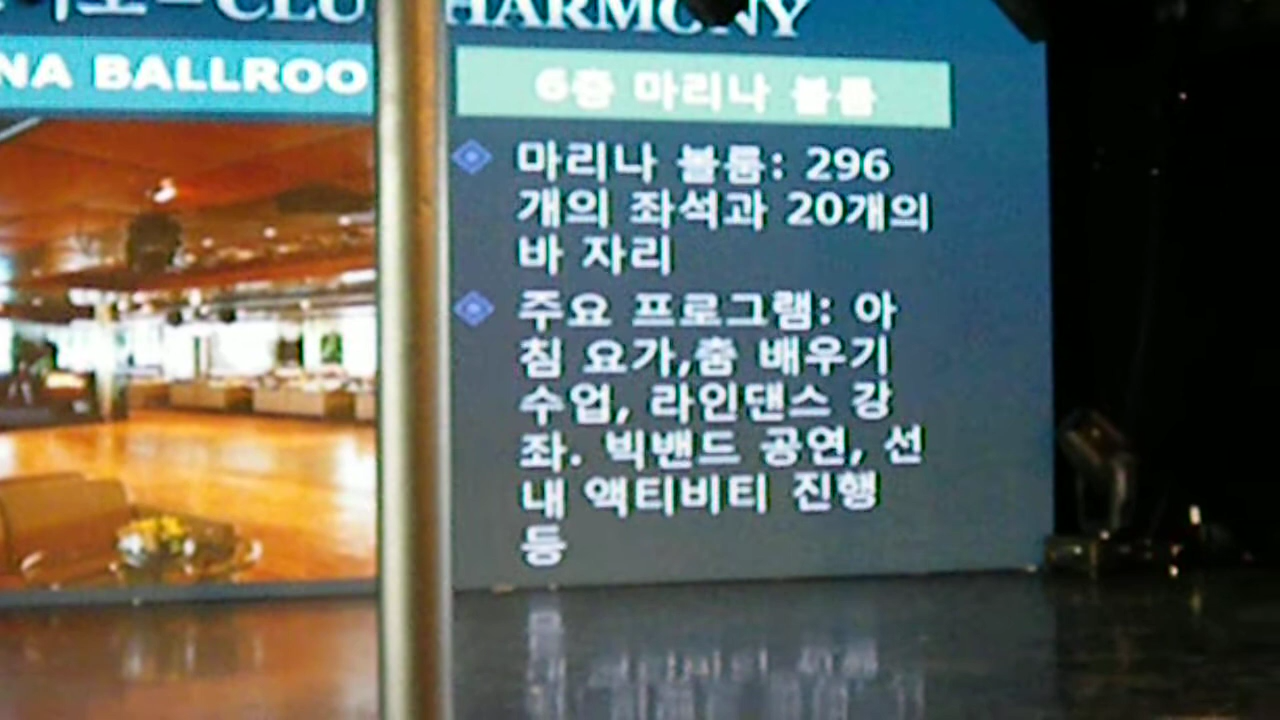 CLU HARMONY
NA BALLROO
6층 마리나 볼룸
마리나 볼룸: 296
개의 좌석과 20개의
바 자리
주요 프로그램: 아
침 요가,춤 배우기
수업, 라인댄스 강
좌. 빅밴드 공연, 선
내 액티비티 진행
등